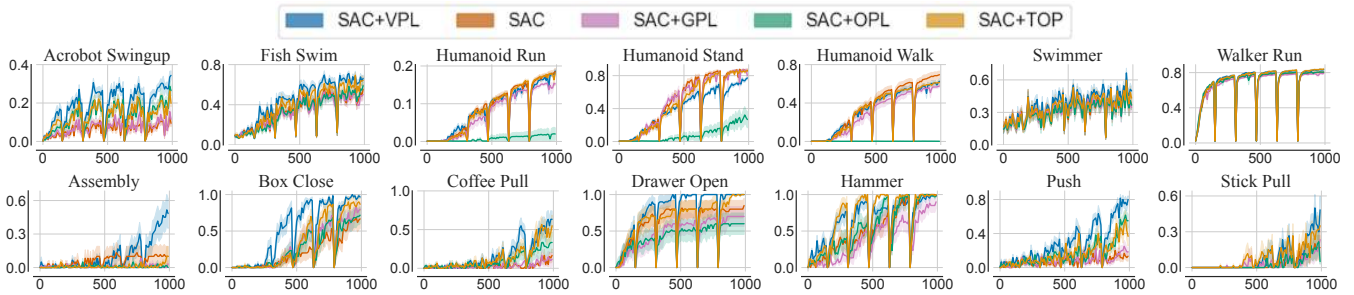 SAC+VPL SAC SAC+GPL SAC+OPL SAC+TOP
Acrobot Swingup Fish Swim Humanoid Run Humanoid Stand Humanoid Walk Swimmer Walker Run
0.4 0.8 0.2 0.8 0.8 0.6 0.9
0.2 0.4 0.1 0.4 0.4 0.3 0.6
0.3
0.0 0.0 0.0 0.0 0.0 0.0 0.0
0 500 1000 0 500 1000 0 500 1000 0 500 1000 0 500 1000 0 500 1000 0 500 1000
Assembly Box Close Coffee Pull Drawer Open Hammer Push Stick Pull
0.6 1.0 1.0 1.0 1.0 0.8 0.6
0.3 0.5 0.5 0.5 0.5 0.4 0.3
0.0 0.0 0.0 0.0 0.0 0.0 0.0
0 500 1000 0 500 1000 0 500 1000 0 500 1000 0 500 1000 0 500 1000 0 500 1000